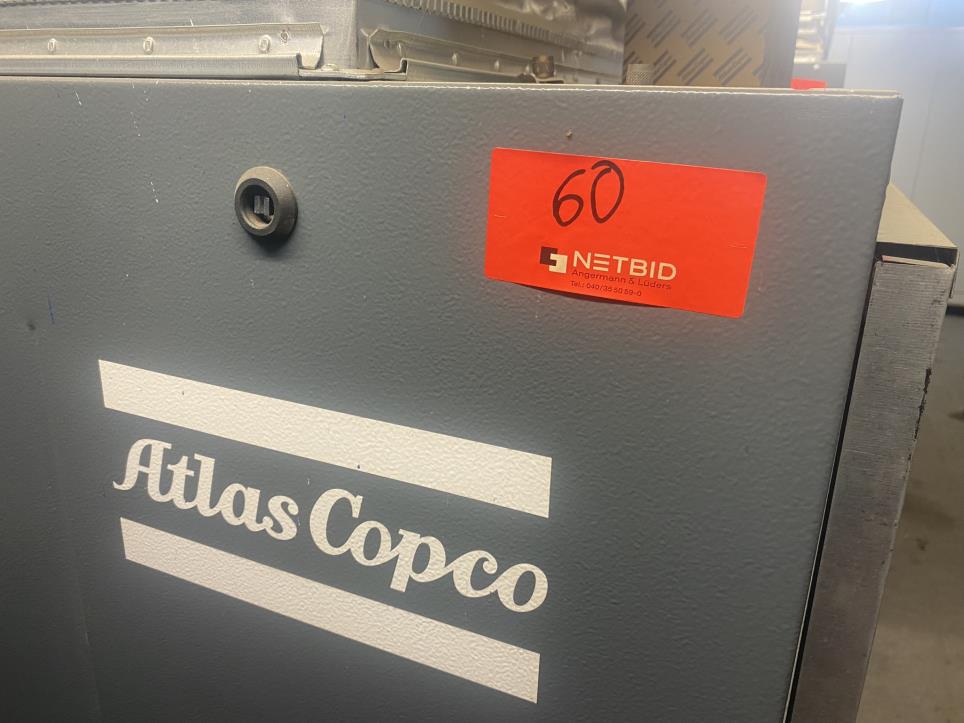 60
NETBID
Angermann & Lüders
Tel.: 040/35 50 59-0
Atlas Copco